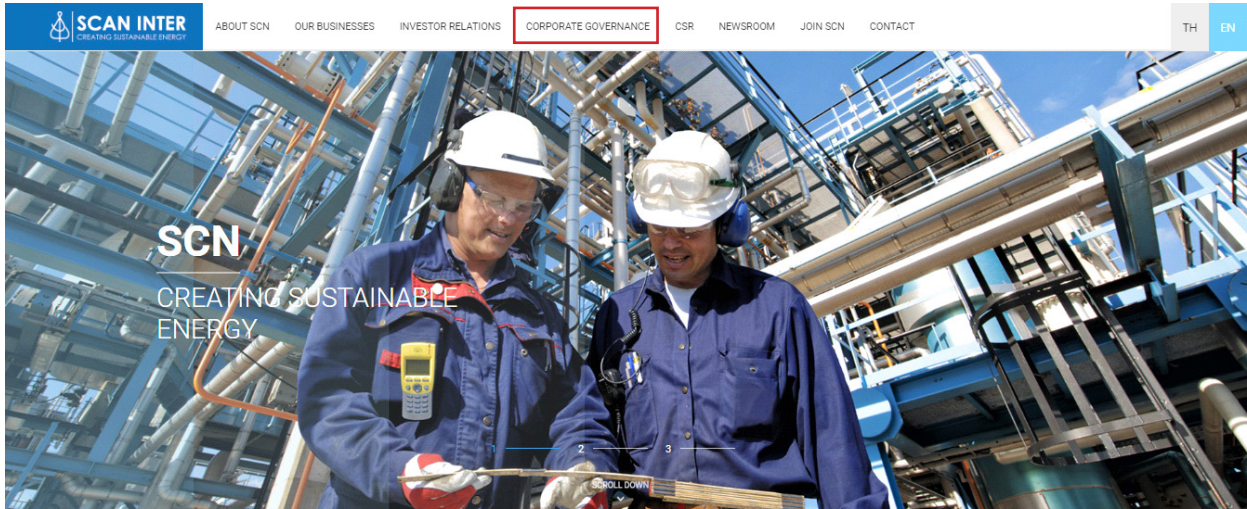 SCAN INTER
CREATING SUSTAINABLE ENERGY
ABOUT SCN OUR BUSINESSES INVESTOR RELATIONS CORPORATE GOVERNANCE CSR NEWSROOM JOIN SCN CONTACT TH EN
SCN
CREATING SUSTAINABLE
ENERGY
1 2 3
SCROLL DOWN